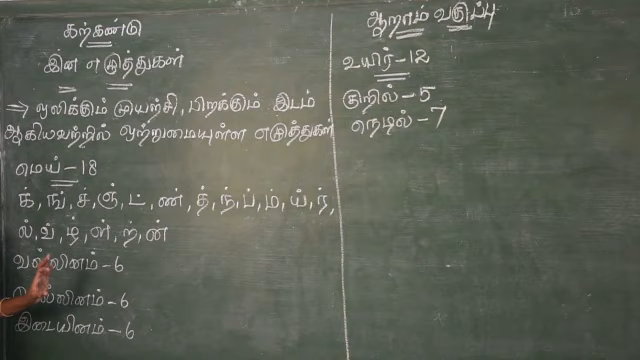 கற்கண்டு
இன எழுத்துகள்
⇒ ஒலிக்கும் முயற்சி, பிறக்கும் இடம்
ஆகியவற்றில் ஒற்றுமையுள்ள எழுத்துகள்
மெய் – 18
க், ங், ச், ஞ், ட், ண், த், ந், ப், ம், ய், ர்,
ல், வ், ழ், ள், ற், ன்
வல்லினம் – 6
மெல்லினம் – 6
இடையினம் – 6
ஆறாம் வகுப்பு
உயிர் – 12
குறில் – 5
நெடில் – 7